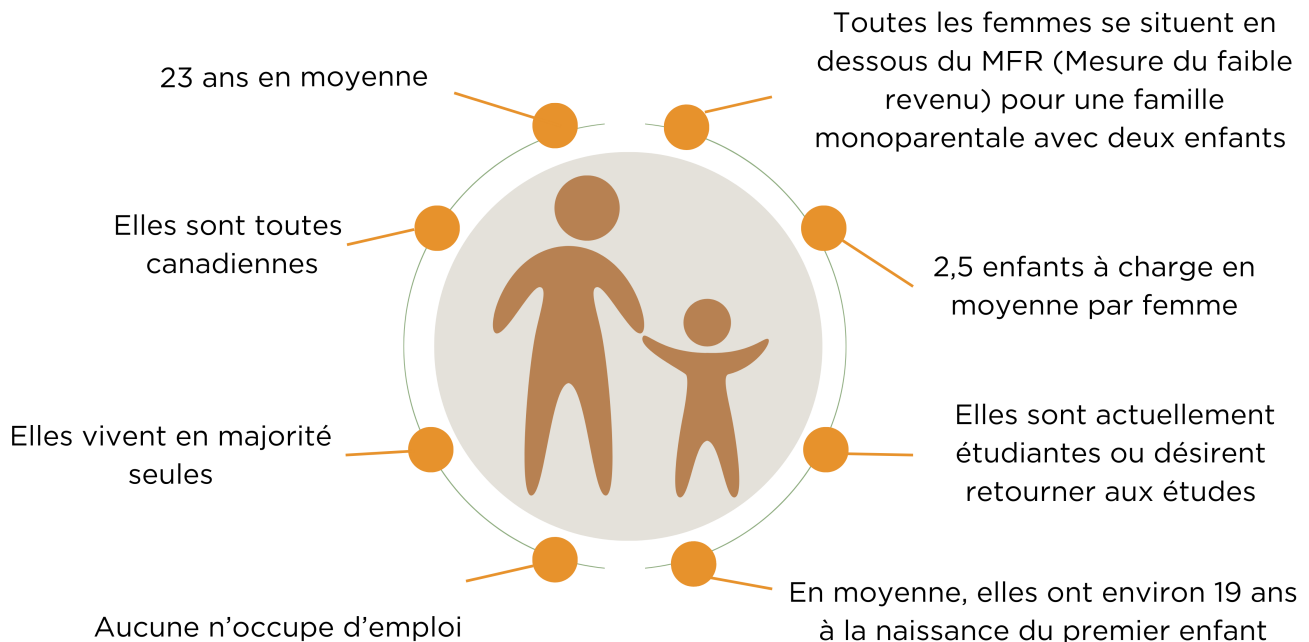 23 ans en moyenne
Elles sont toutes
canadiennes
Elles vivent en majorité
seules
Aucune n’occupe d’emploi
Toutes les femmes se situent en
dessous du MFR (Mesure du faible
revenu) pour une famille
monoparentale avec deux enfants
2,5 enfants à charge en
moyenne par femme
Elles sont actuellement
étudiantes ou désirent
retourner aux études
En moyenne, elles ont environ 19 ans
à la naissance du premier enfant